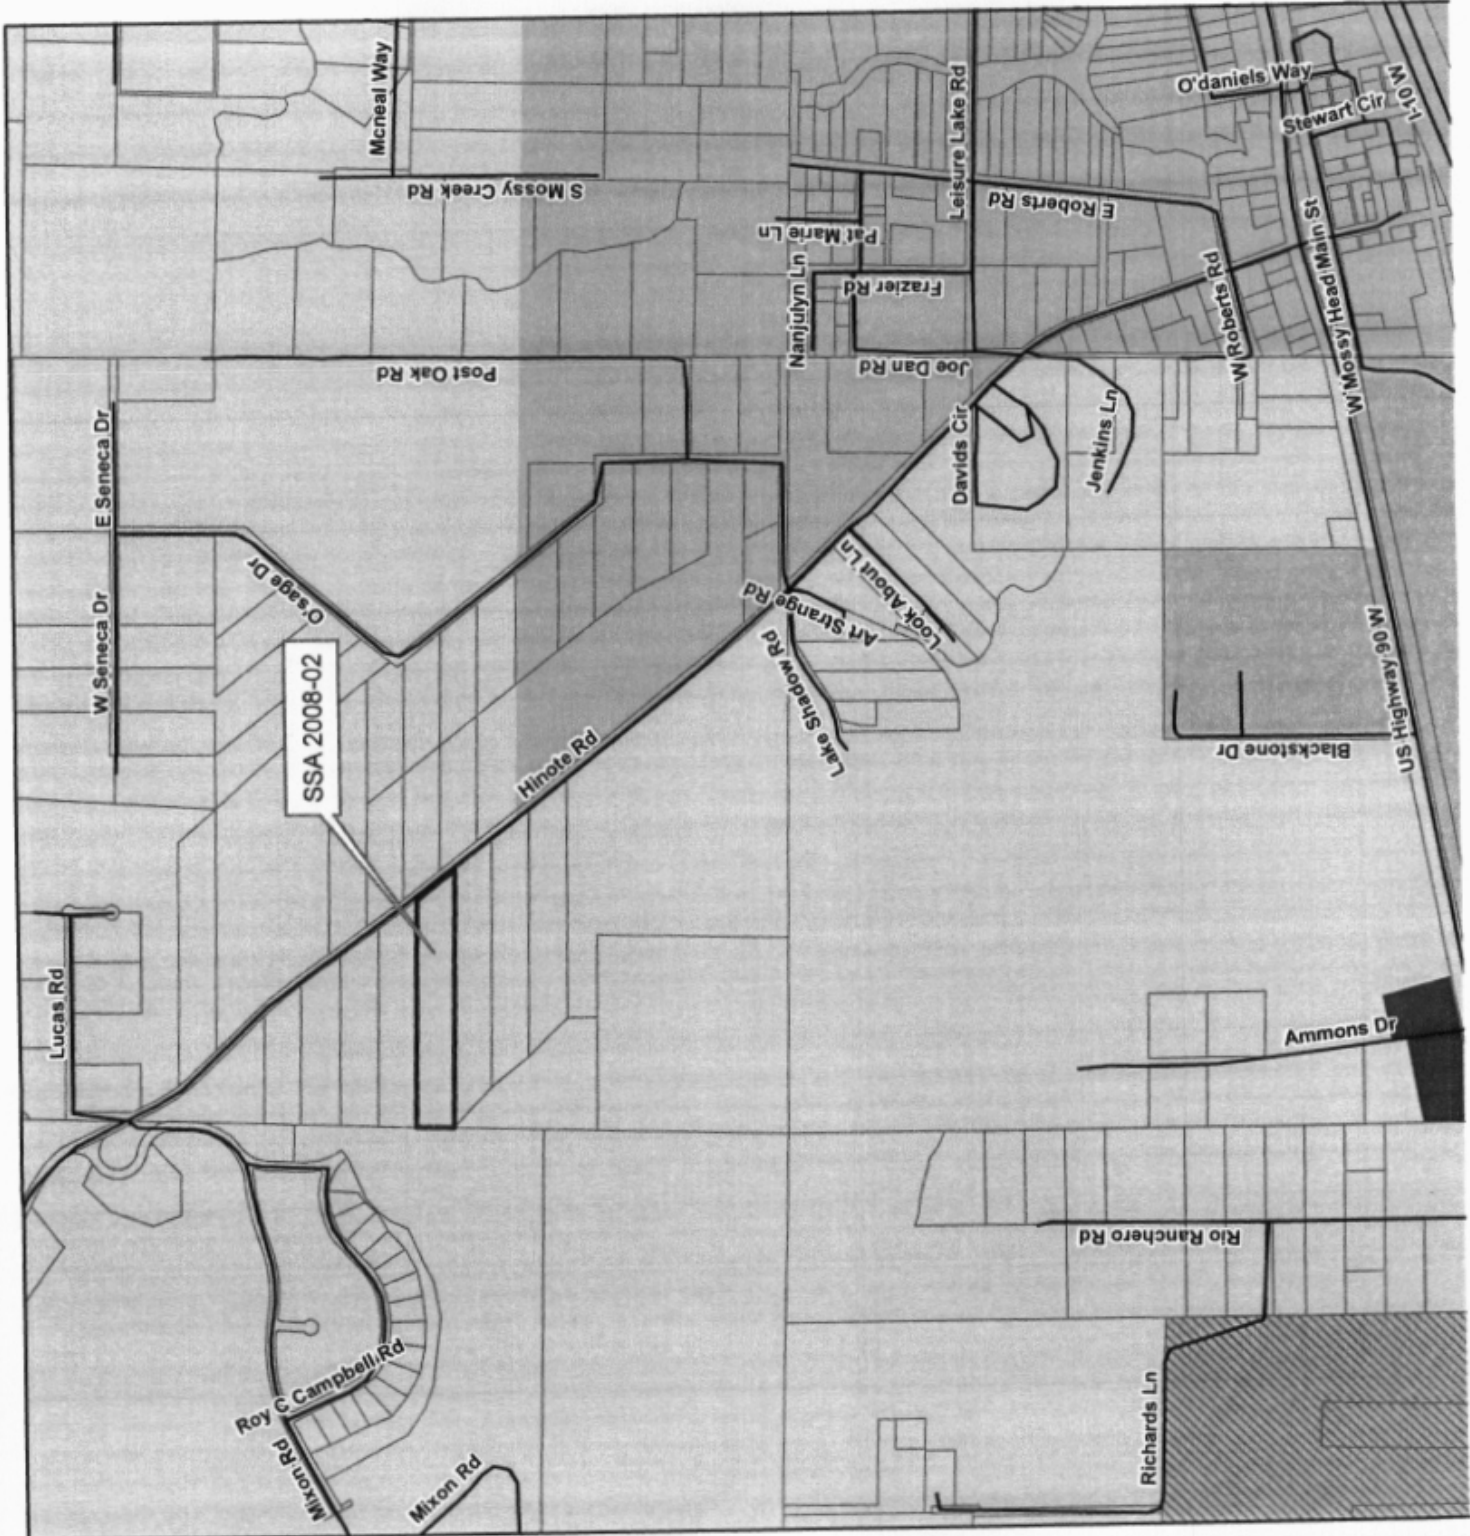 Mcneal Way
S Mossy Creek Rd
Leisure Lake Rd
O'daniels Way
Stewart Cir
I-10 W
E Roberts Rd
Pat Marie Ln
Nanjulyn Ln
Frazier Rd
W Roberts Rd
W Mossy Head Main St
Post Oak Rd
Joe Dan Rd
E Seneca Dr
Davids Cir
Jenkins Ln
O'sage Dr
Look About Ln
Art Strange Rd
W Seneca Dr
SSA 2008-02
Lake Shadow Rd
US Highway 90 W
Hinote Rd
Blackstone Dr
Lucas Rd
Ammons Dr
Rio Ranchero Rd
Roy C Campbell Rd
Richards Ln
Mixon Rd
Mixon Rd